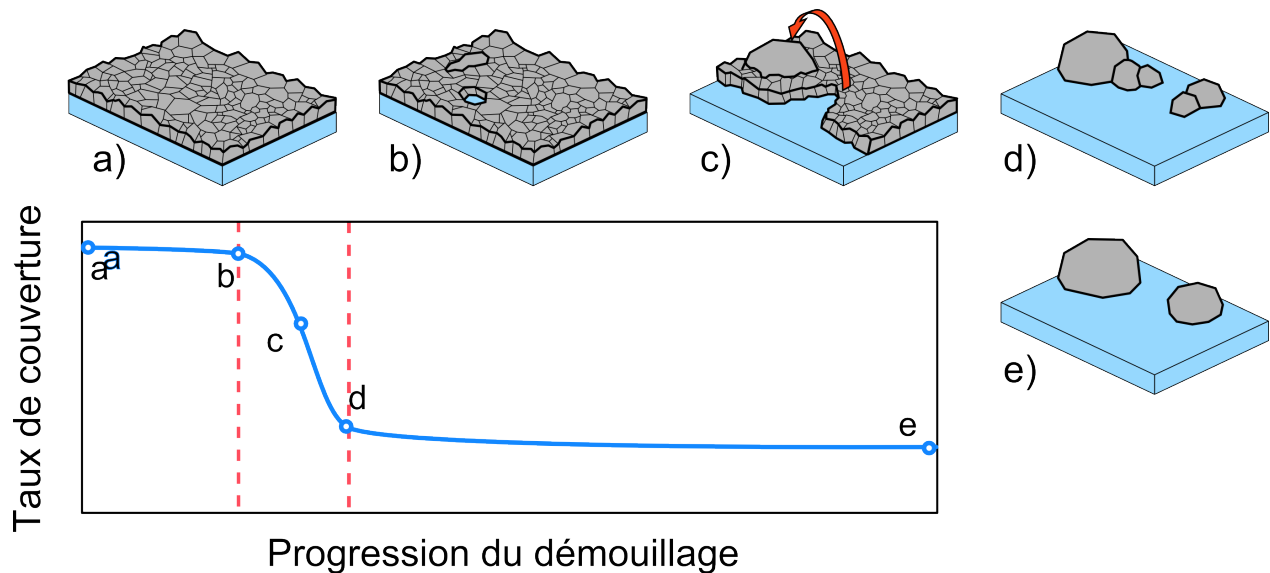 a)
b)
c)
d)
e)
Taux de couverture
a
a
b
c
d
e
Progression du démouillage